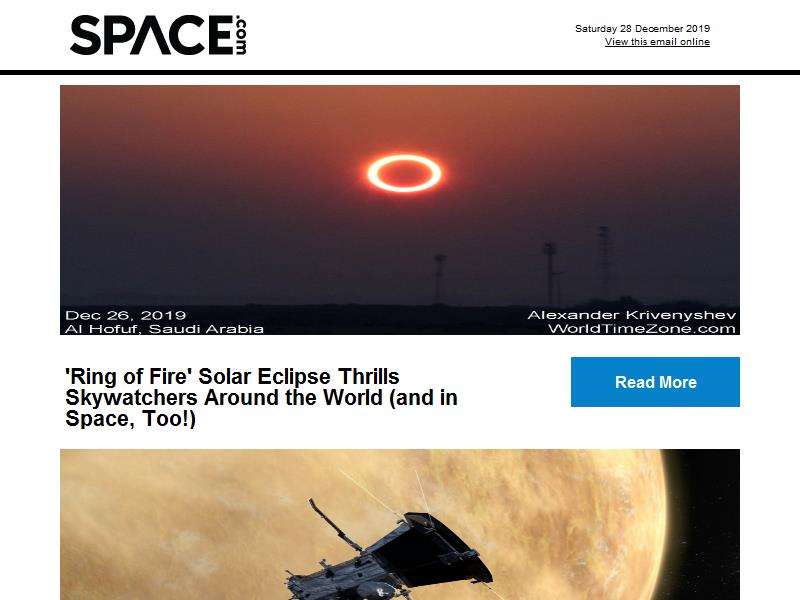 SPACE.com
Saturday 28 December 2019
View this email online
Dec 26, 2019
Al Hofuf, Saudi Arabia
Alexander Krivenyshev
WorldTimeZone.com
'Ring of Fire' Solar Eclipse Thrills
Skywatchers Around the World (and in
Space, Too!)
Read More